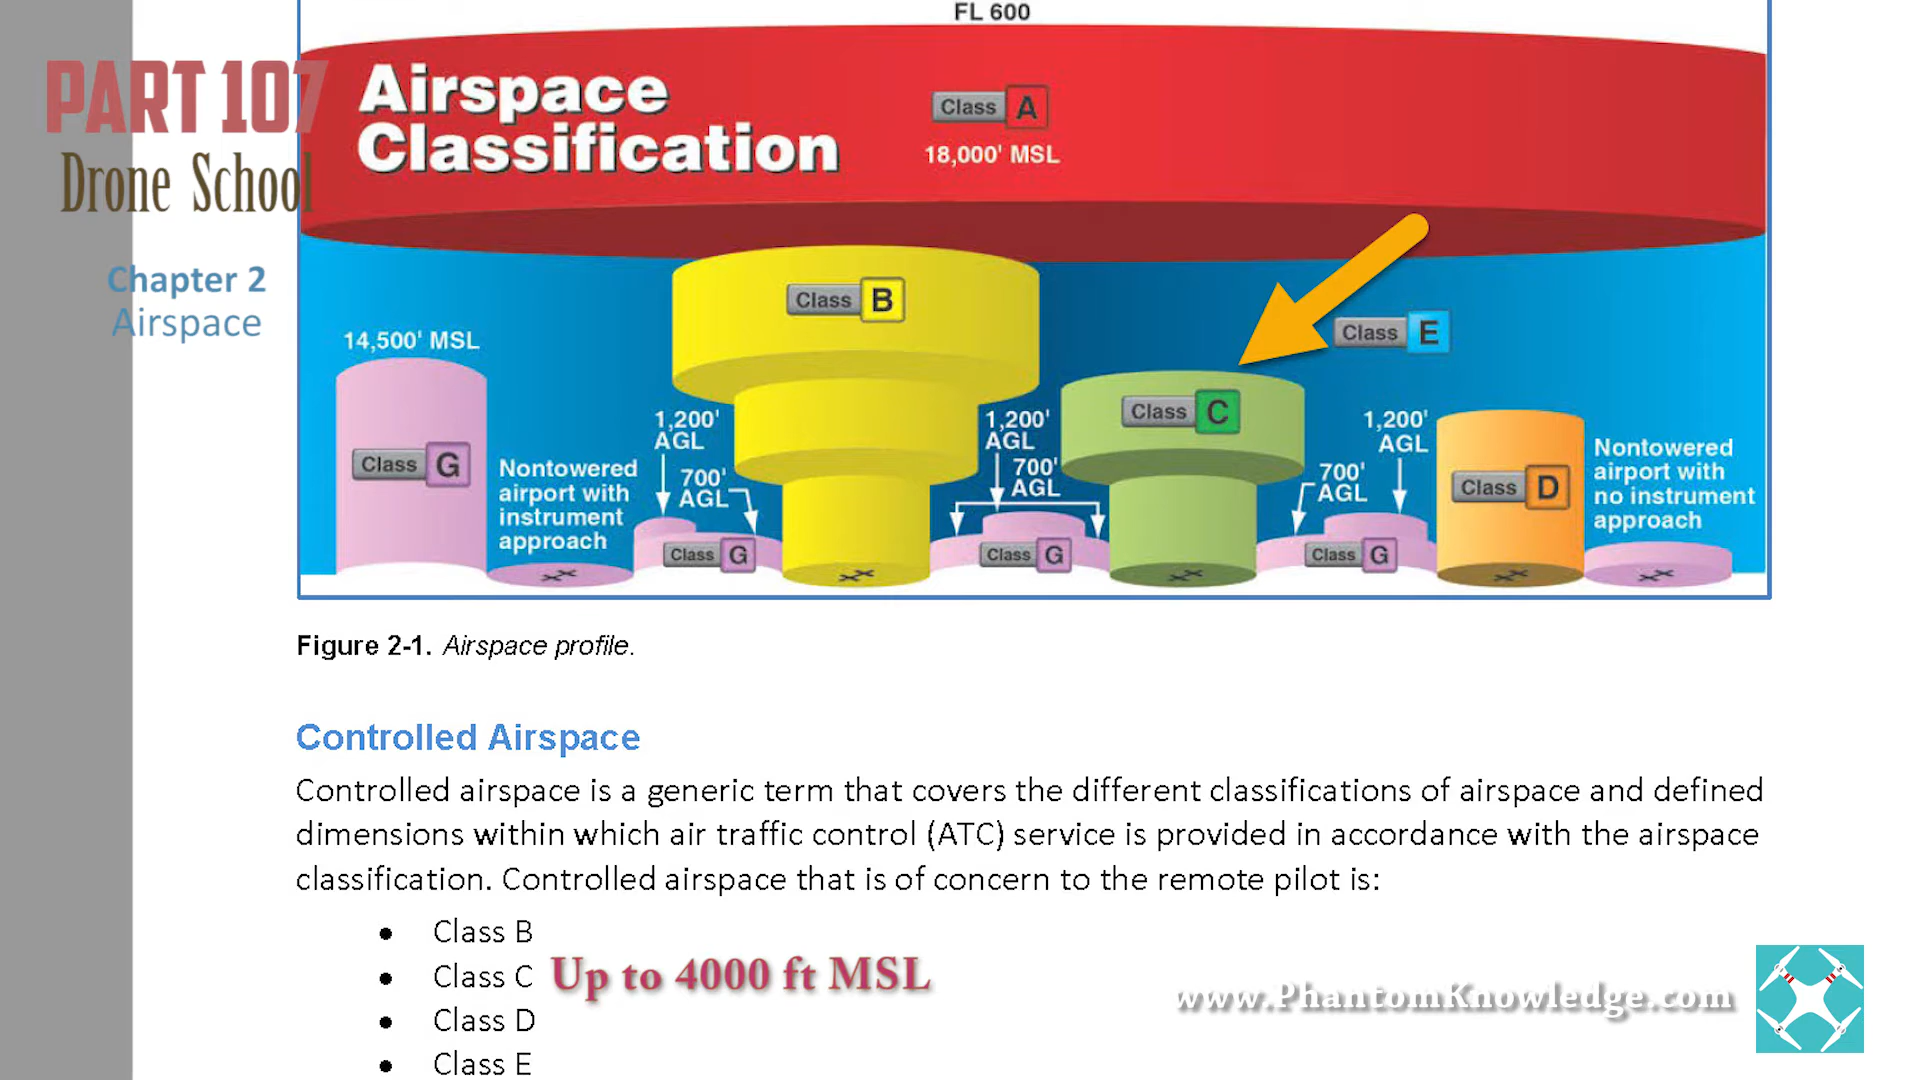 FL 600
PART 107
Drone School
Airspace
Classification
Class A
18,000' MSL
Chapter 2
Airspace
Class B
Class E
14,500' MSL
Class G
Nontowered
airport with
instrument
approach
1,200'
AGL
700'
AGL
Class G
1,200'
AGL
700'
AGL
Class G
Class C
700'
AGL
1,200'
AGL
Class G
Class D
Nontowered
airport with
no instrument
approach
Figure 2-1. Airspace profile.
Controlled Airspace
Controlled airspace is a generic term that covers the different classifications of airspace and defined
dimensions within which air traffic control (ATC) service is provided in accordance with the airspace
classification. Controlled airspace that is of concern to the remote pilot is:
• Class B
• Class C Up to 4000 ft MSL
• Class D
• Class E
www.PhantomKnowledge.com